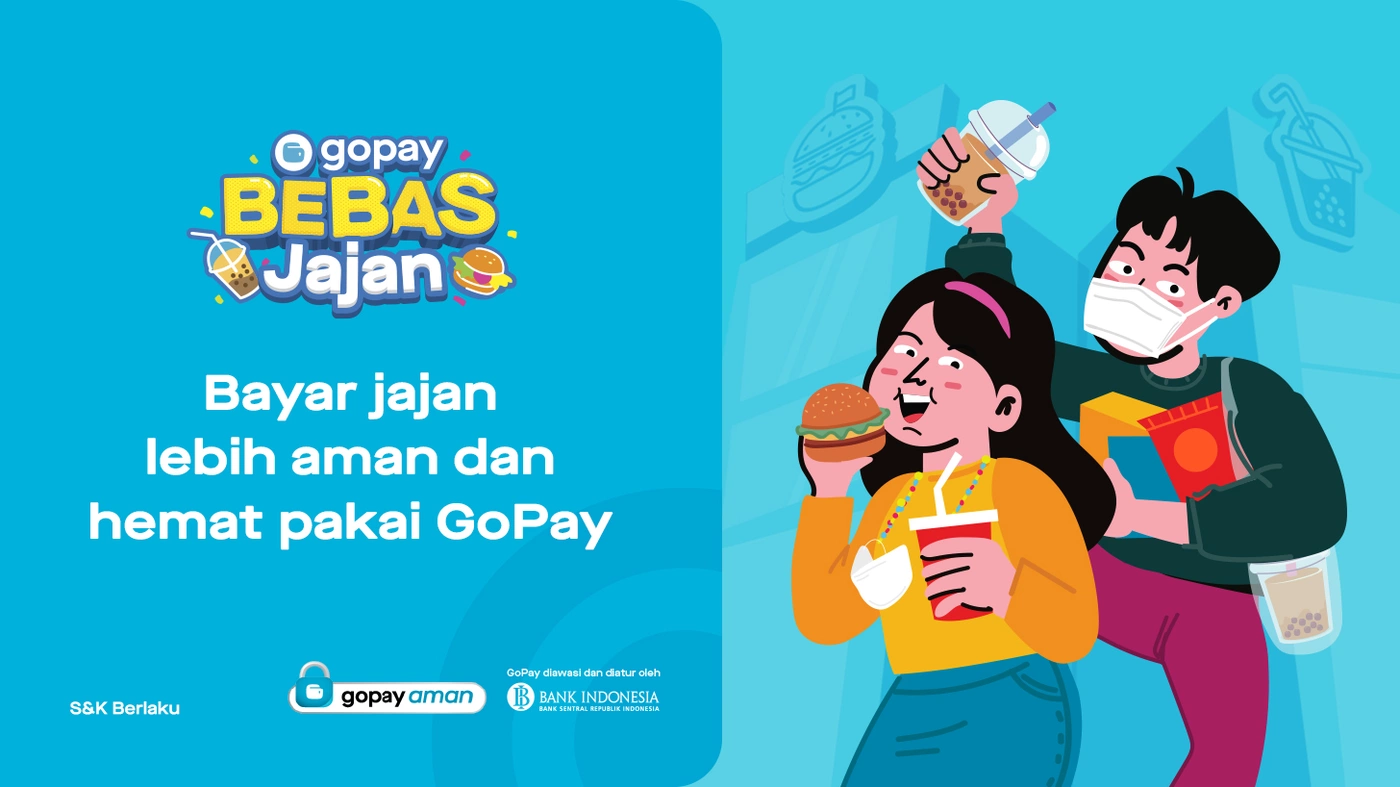 gopay
BEBAS
Jajan
Bayar jajan
lebih aman dan
hemat pakai GoPay
S&K Berlaku
gopay aman
GoPay diawasi dan diatur oleh
BANK INDONESIA
BANK SENTRAL REPUBLIK INDONESIA